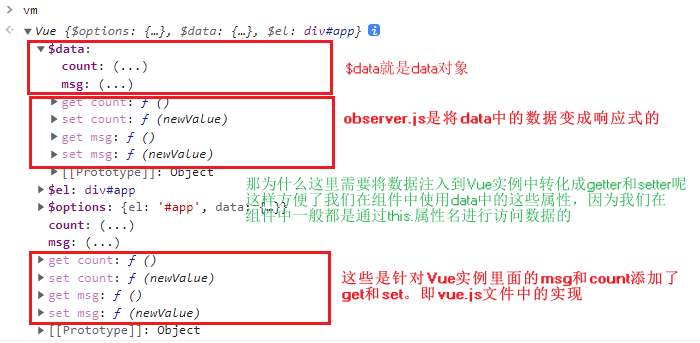 vm
Vue {$options: {…}, $data: {…}, $el: div#app} i
$data:
count: (...)
msg: (...)
$data就是data对象
get count: ƒ ()
set count: ƒ (newValue)
get msg: ƒ ()
set msg: ƒ (newValue)
observer.js是将data中的数据变成响应式的
[[Prototype]]: Object
$el: div#app
$options: {el: '#app', data: {…}}
那为什么这里需要将数据注入到Vue实例中转化成getter和setter呢
这样方便了我们在组件中使用data中的这些属性，因为我们在
组件中一般都是通过this.属性名进行访问数据的
count: (...)
msg: (...)
get count: ƒ ()
set count: ƒ (newValue)
get msg: ƒ ()
set msg: ƒ (newValue)
这些是针对Vue实例里面的msg和count添加了
get和set。即vue.js文件中的实现
[[Prototype]]: Object